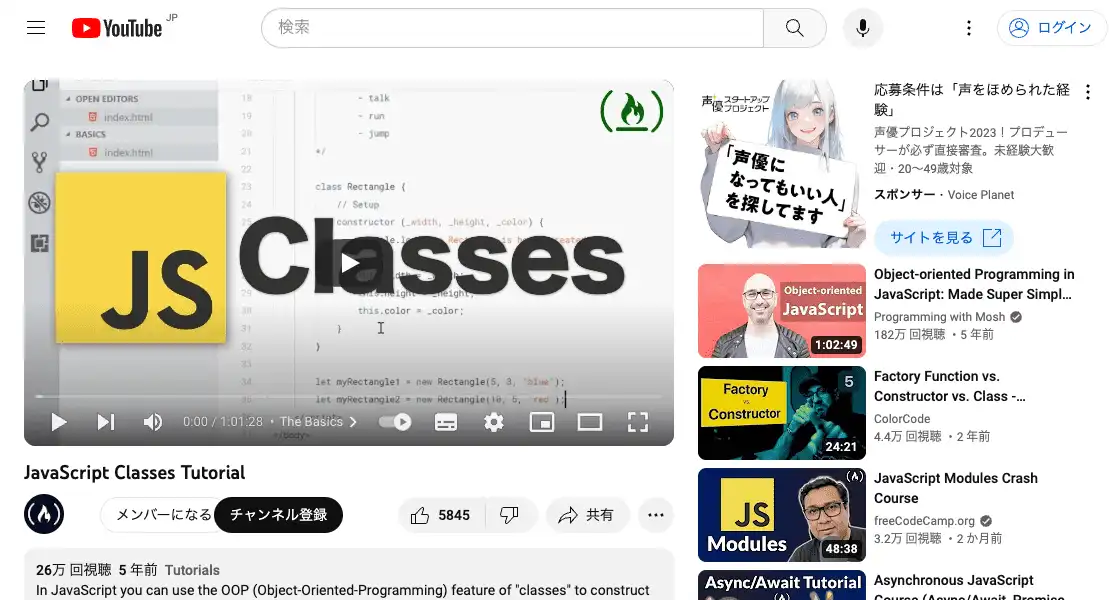 YouTube JP
検索
ログイン
OPEN EDITORS
index.html
BASICS
index.html
18 - talk
19 - run
20 - jump
21 */
22
23 class Rectangle {
24 // Setup
25 constructor (_width, _height, _color) {
this.height = _height;
this.color = _color;
31 }
32 }
33
34 let myRectangle1 = new Rectangle(5, 3, "blue");
35 let myRectangle2 = new Rectangle(10, 5, "red");
JS Classes
0:00 / 1:01:28 • The Basics
JavaScript Classes Tutorial
メンバーになる
チャンネル登録
5845
共有
26万 回視聴 5 年前 Tutorials
In JavaScript you can use the OOP (Object-Oriented-Programming) feature of "classes" to construct
声優スタートアッププロジェクト
「声優に
なってもいい人」
を探してます
応募条件は「声をほめられた経
験」
声優プロジェクト2023！プロデュー
サーが必ず直接審査。未経験大歓
迎・20〜49歳対象
スポンサー・Voice Planet
サイトを見る
Object-oriented
JavaScript
1:02:49
Object-oriented Programming in
JavaScript: Made Super Simpl…
Programming with Mosh
182万 回視聴 • 5 年前
Factory
vs.
Constructor
5
24:21
Factory Function vs.
Constructor vs. Class -…
ColorCode
4.4万 回視聴 • 2 年前
JS
Modules
48:38
JavaScript Modules Crash
Course
freeCodeCamp.org
3.2万 回視聴 • 2 か月前
Async/Await Tutorial
Asynchronous JavaScript
Course (Async/Await, Promise